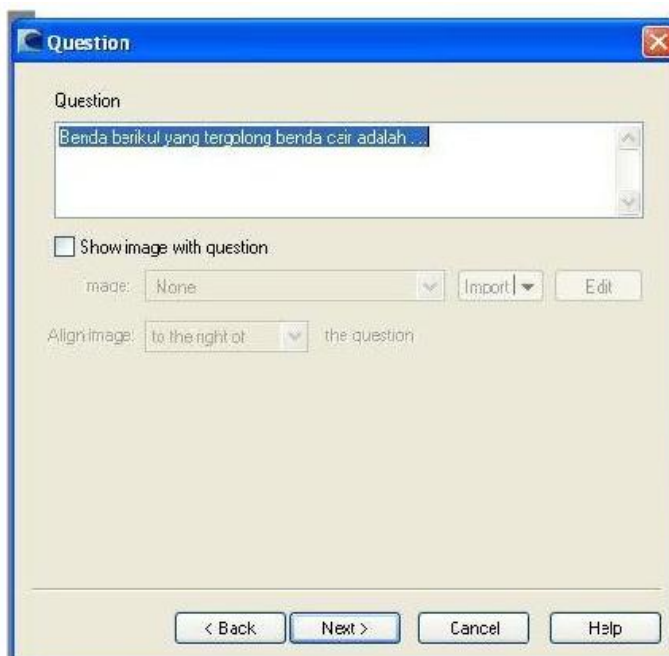 Question
Question
Benda berikut yang tergolong benda cair adalah ...
Show image with question
Image: None Import Edit
Align image: to the right of the question
< Back Next > Cancel Help